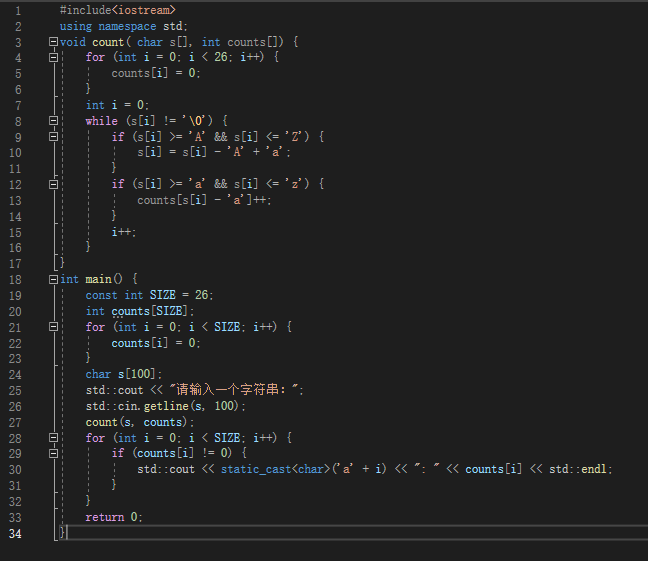 1 #include<iostream>
2 using namespace std;
3 void count( char s[], int counts[]) {
4 for (int i = 0; i < 26; i++) {
5 counts[i] = 0;
6 }
7 int i = 0;
8 while (s[i] != '\0') {
9 if (s[i] >= 'A' && s[i] <= 'Z') {
10 s[i] = s[i] - 'A' + 'a';
11 }
12 if (s[i] >= 'a' && s[i] <= 'z') {
13 counts[s[i] - 'a']++;
14 }
15 i++;
16 }
17 }
18 int main() {
19 const int SIZE = 26;
20 int counts[SIZE];
21 for (int i = 0; i < SIZE; i++) {
22 counts[i] = 0;
23 }
24 char s[100];
25 std::cout << "请输入一个字符串: ";
26 std::cin.getline(s, 100);
27 count(s, counts);
28 for (int i = 0; i < SIZE; i++) {
29 if (counts[i] != 0) {
30 std::cout << static_cast<char>('a' + i) << ": " << counts[i] << std::endl;
31 }
32 }
33 return 0;
34 }